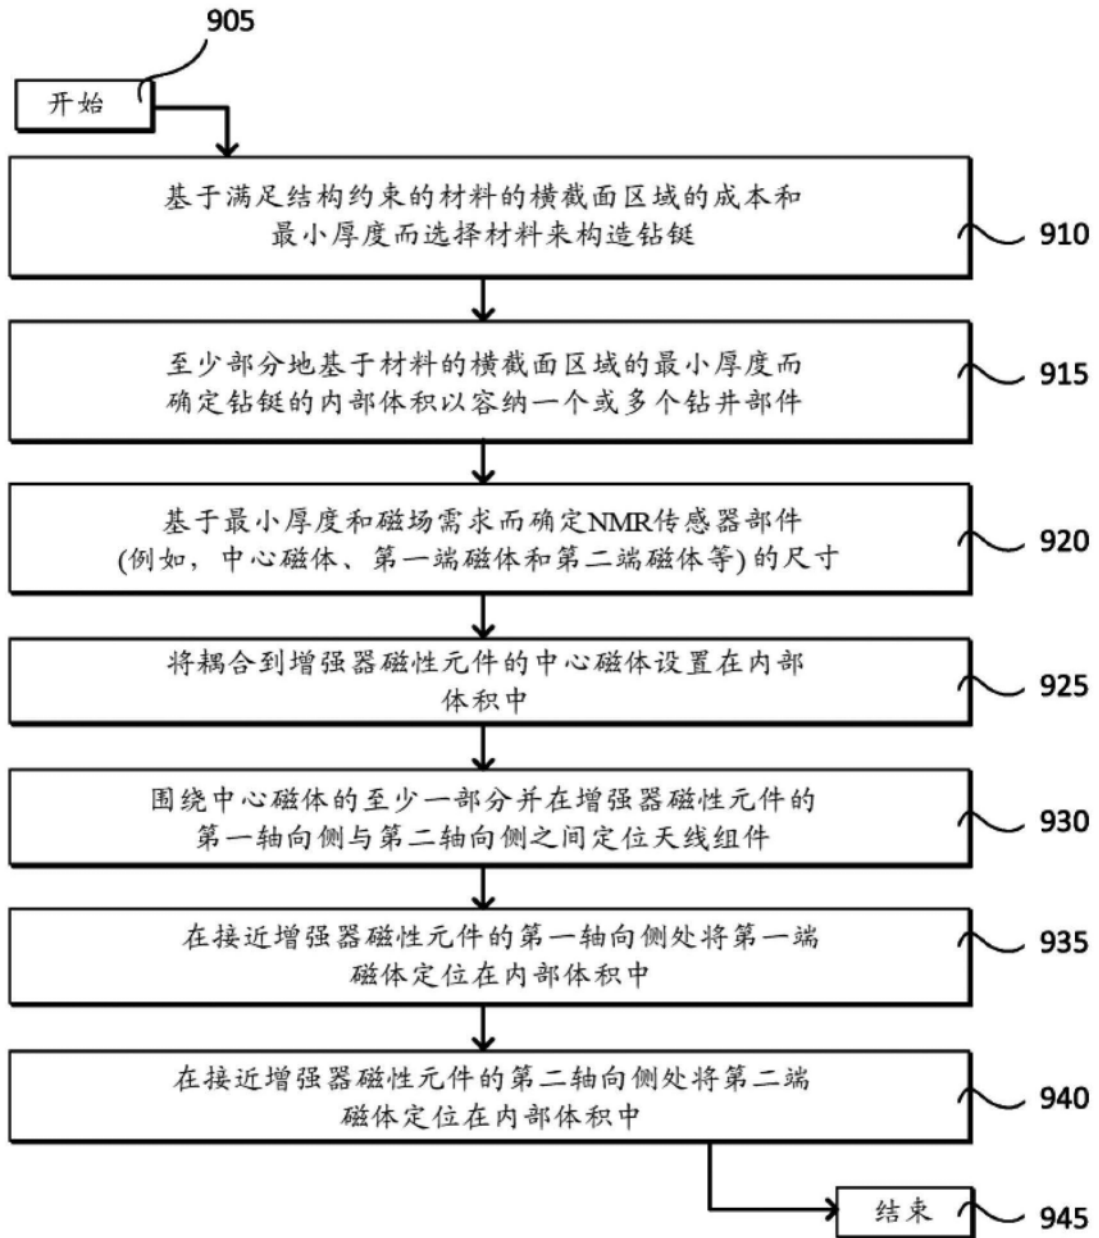 905
开始
基于满足结构约束的材料的横截面区域的成本和
最小厚度而选择材料来构造钻铤
910
至少部分地基于材料的横截面区域的最小厚度而
确定钻铤的内部体积以容纳一个或多个钻井部件
915
基于最小厚度和磁场需求而确定NMR传感器部件
(例如，中心磁体、第一端磁体和第二端磁体等)的尺寸
920
将耦合到增强器磁性元件的中心磁体设置在内部
体积中
925
围绕中心磁体的至少一部分并在增强器磁性元件的
第一轴向侧与第二轴向侧之间定位天线组件
930
在接近增强器磁性元件的第一轴向侧处将第一端
磁体定位在内部体积中
935
在接近增强器磁性元件的第二轴向侧处将第二端
磁体定位在内部体积中
940
结束
945